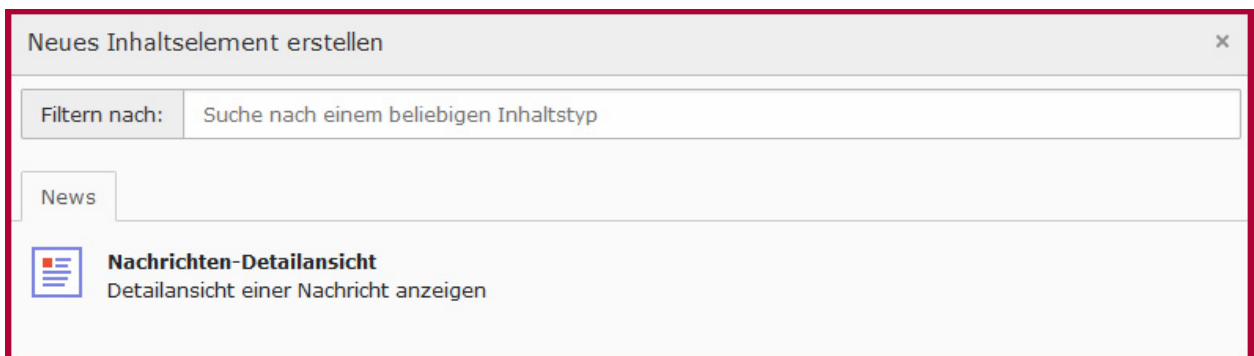 Neues Inhaltselement erstellen ×
Filtern nach: Suche nach einem beliebigen Inhaltstyp
News
Nachrichten-Detailansicht
Detailansicht einer Nachricht anzeigen